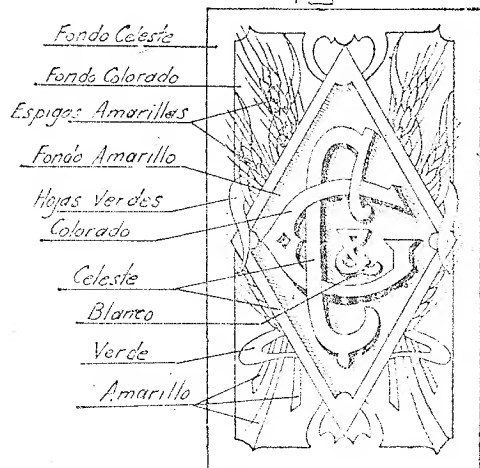 Fondo Celeste
Fondo Colorado
Espigas Amarillas
Fondo Amarillo
Hojas Verdes
Colorado
Celeste
Blanco
Verde
Amarillo